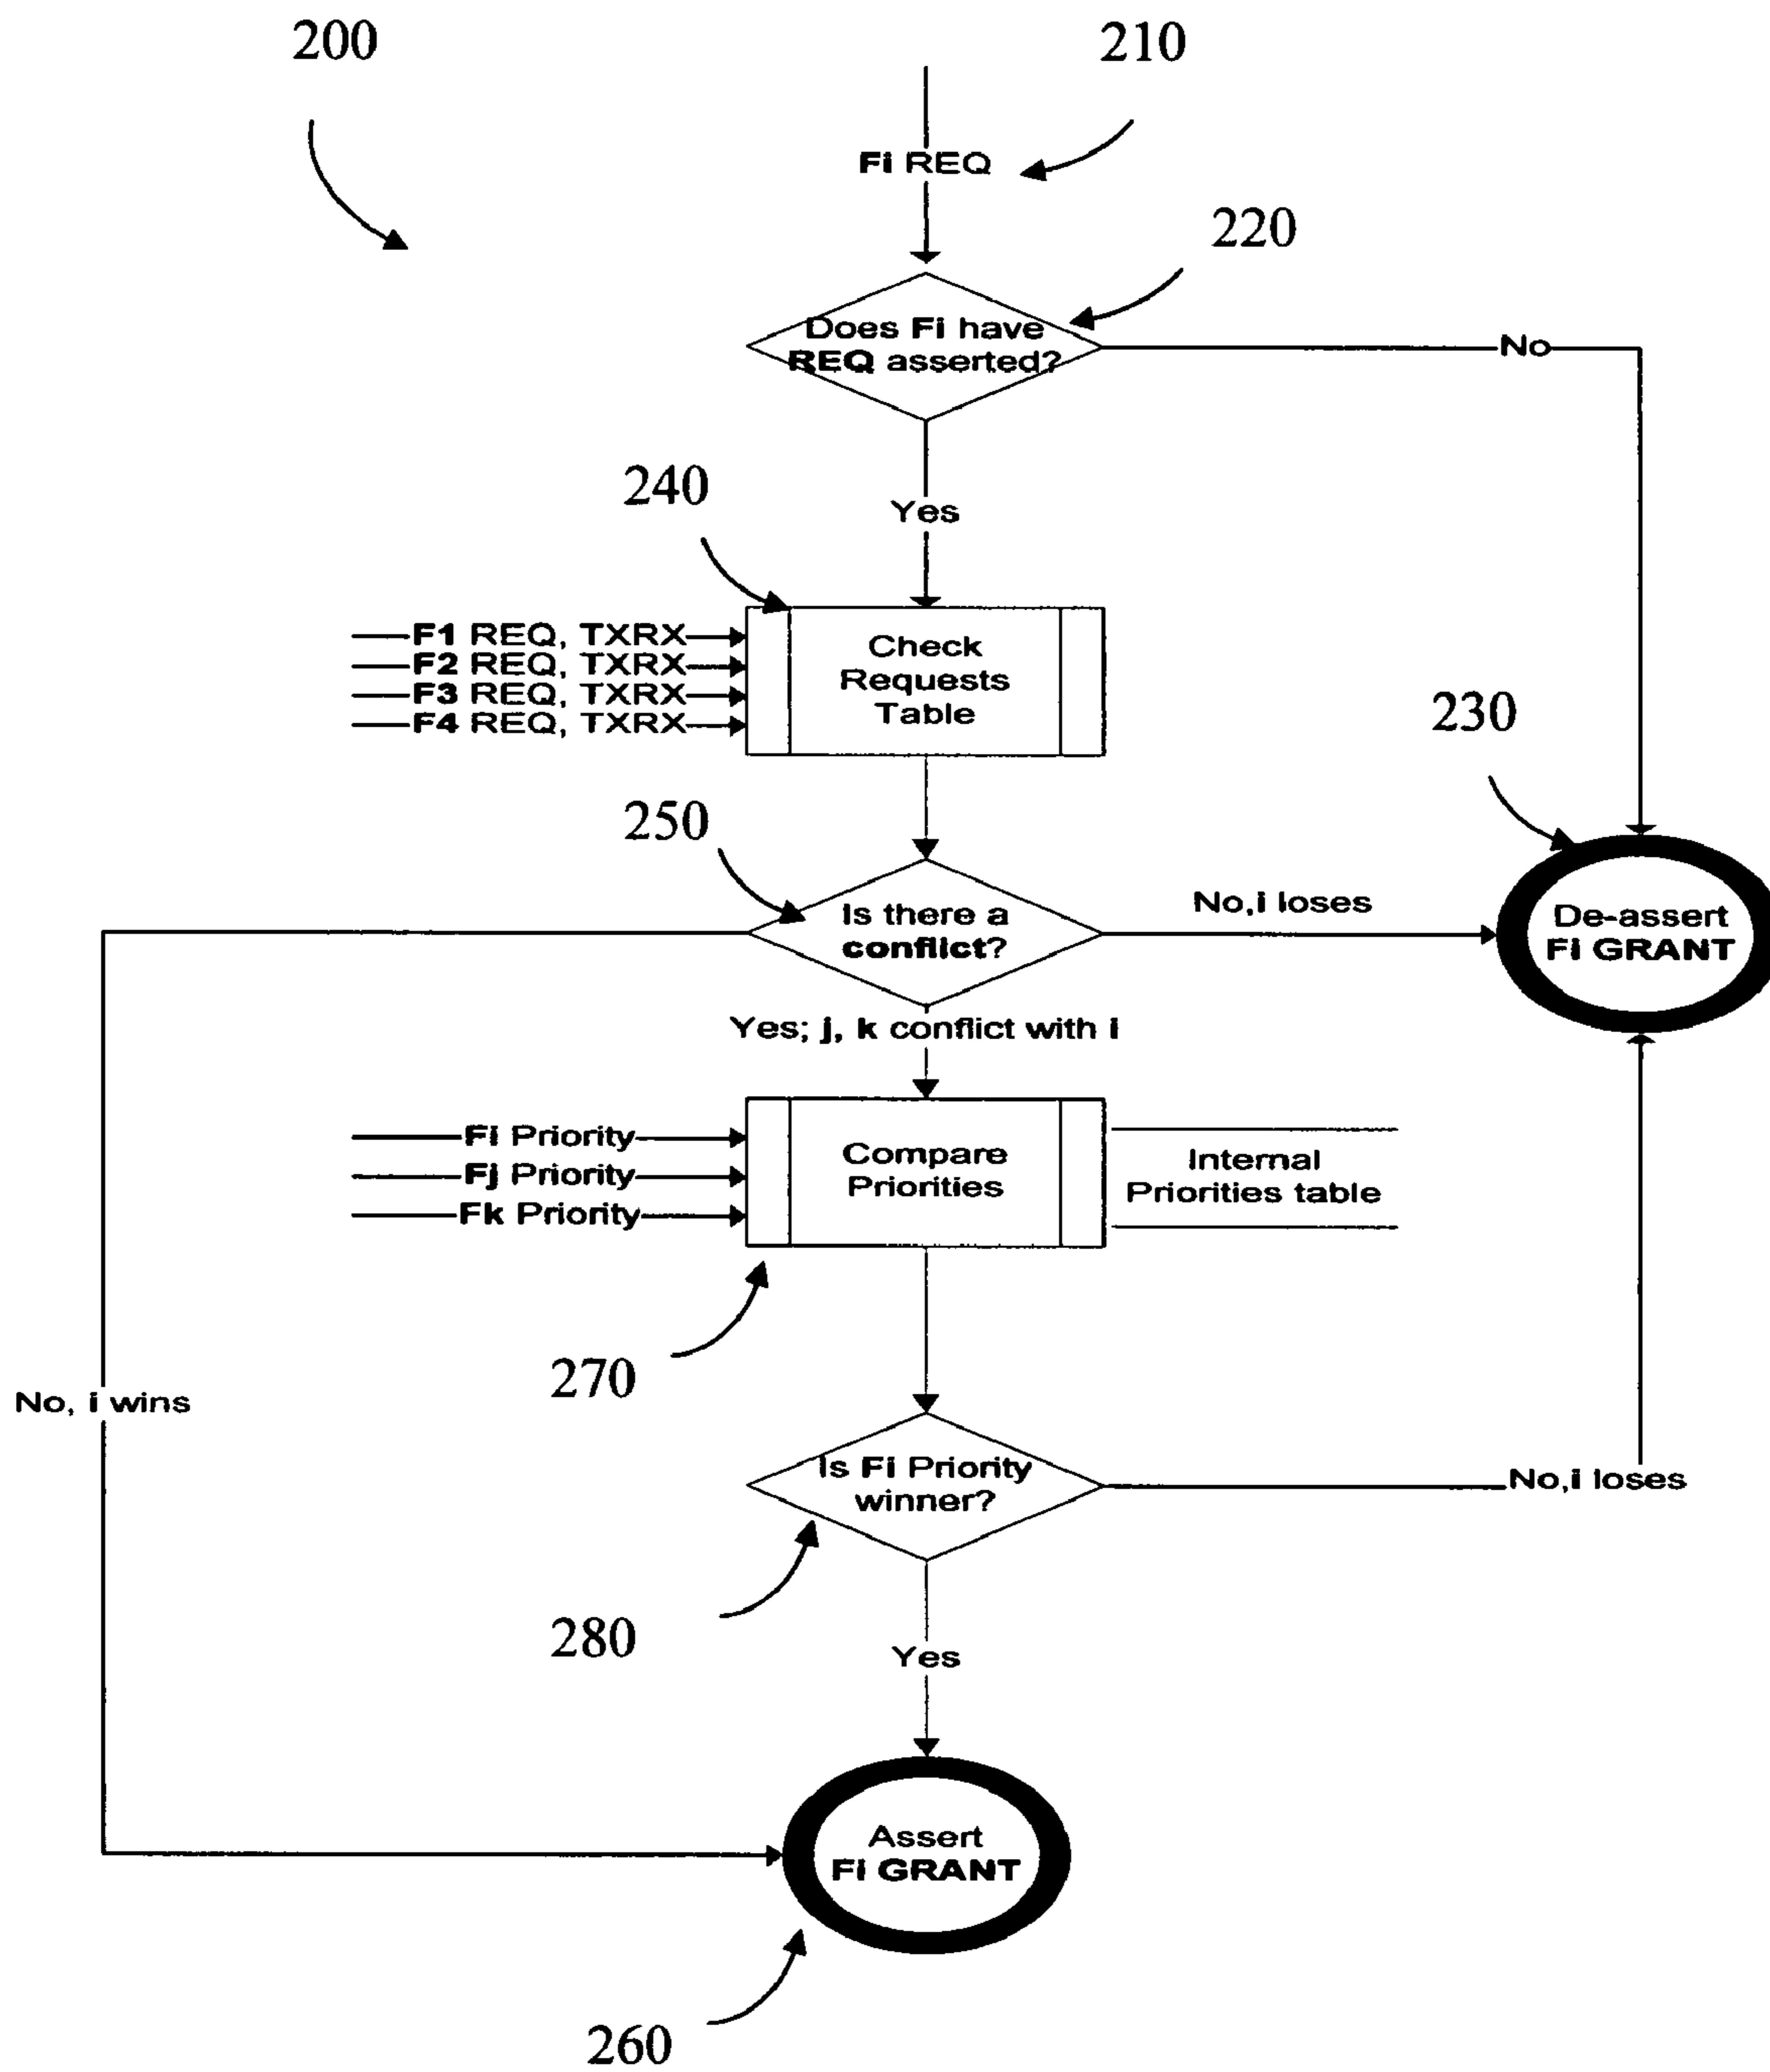 200
210
Fi REQ
220
Does Fi have
REQ asserted?
No
240
Yes
F1 REQ, TXRX
F2 REQ, TXRX
F3 REQ, TXRX
F4 REQ, TXRX
Check
Requests
Table
230
250
Is there a
conflict?
No,i loses
De-assert
Fi GRANT
Yes; j, k conflict with i
Fi Priority
Fj Priority
Fk Priority
Compare
Priorities
Internal
Priorities table
270
No, i wins
Is Fi Priority
winner?
No,i loses
280
Yes
Assert
Fi GRANT
260